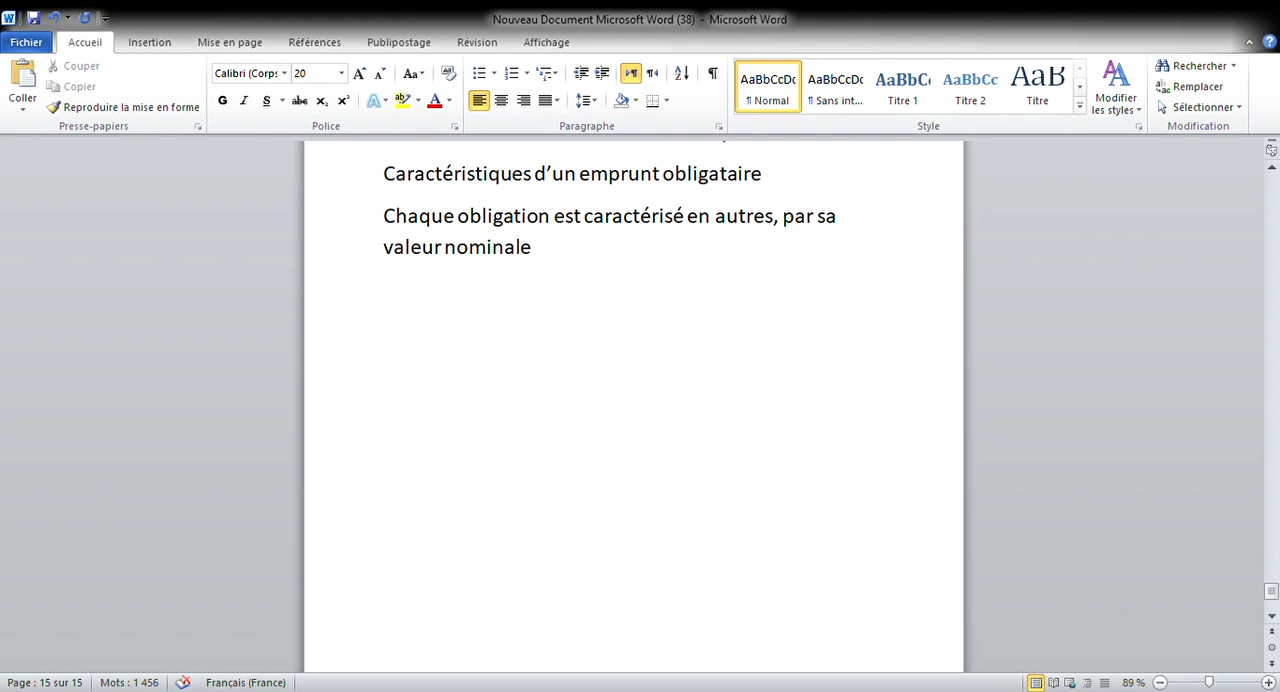 Nouveau Document Microsoft Word (38) - Microsoft Word
Fichier Accueil Insertion Mise en page Références Publipostage Révision Affichage
Coller
Couper
Copier
Reproduire la mise en forme
Presse-papiers
Calibri (Corps 20
G I S abc x₂ x²
Police
Paragraphe
AaBbCcDc AaBbCcDc AaBbC AaBbCc AaB
¶ Normal ¶ Sans int... Titre 1 Titre 2 Titre
Modifier
les styles
Style
Rechercher
Remplacer
Sélectionner
Modification
Caractéristiques d’un emprunt obligataire
Chaque obligation est caractérisé en autres, par sa
valeur nominale
Page : 15 sur 15 Mots : 1 456 Français (France) 89 %